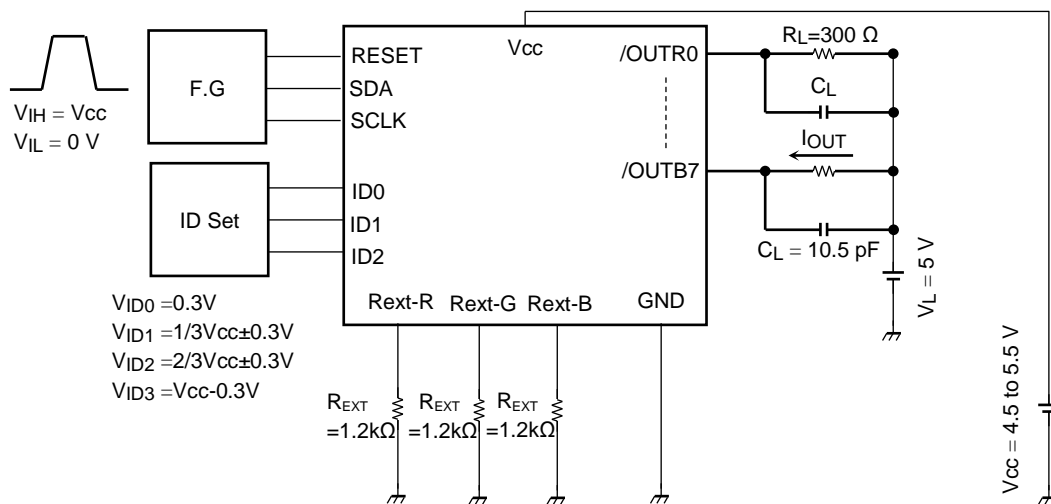 VIH = Vcc
VIL = 0 V
F.G
ID Set
VID0 =0.3V
VID1 =1/3Vcc±0.3V
VID2 =2/3Vcc±0.3V
VID3 =Vcc-0.3V
Vcc
RESET
SDA
SCLK
ID0
ID1
ID2
/OUTR0
/OUTB7
Rext-R
Rext-G
Rext-B
GND
RL=300 Ω
CL
IOUT
CL = 10.5 pF
VL = 5 V
REXT
=1.2kΩ
REXT
=1.2kΩ
REXT
=1.2kΩ
Vcc = 4.5 to 5.5 V